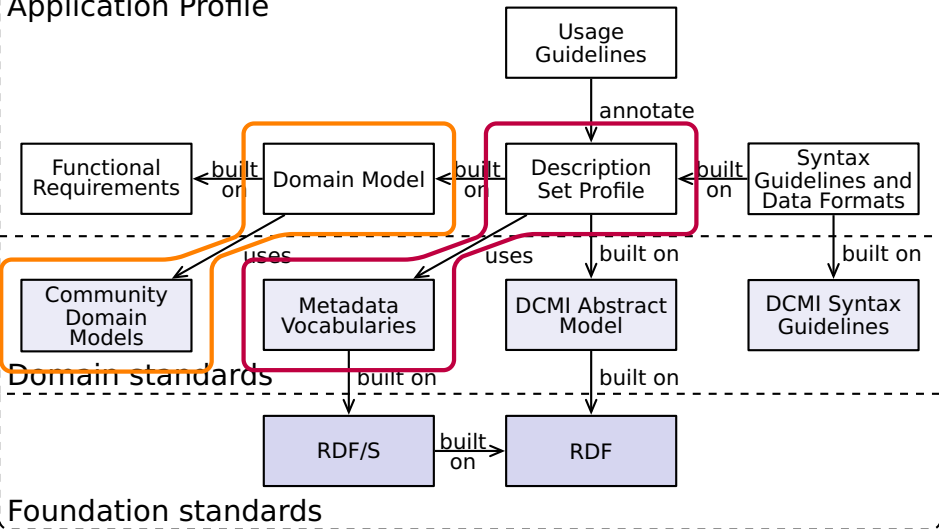 Application Profile
Usage
Guidelines
annotate
Functional
Requirements
built
on
Domain Model
built
on
Description
Set Profile
built
on
Syntax
Guidelines and
Data Formats
uses
uses
built on
built on
Community
Domain
Models
Metadata
Vocabularies
DCMI Abstract
Model
DCMI Syntax
Guidelines
Domain standards
built on
built on
RDF/S
built
on
RDF
Foundation standards